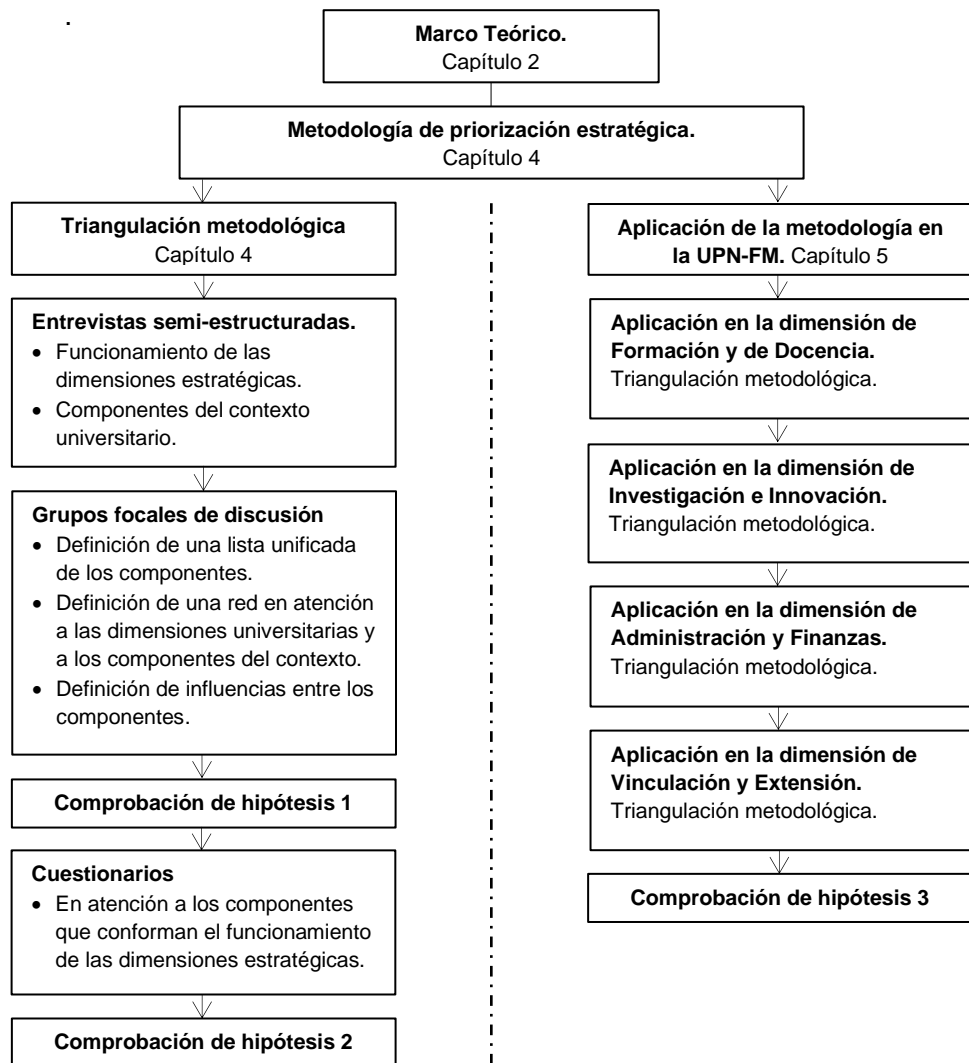 .
Marco Teórico.
Capítulo 2
Metodología de priorización estratégica.
Capítulo 4
Triangulación metodológica
Capítulo 4
Entrevistas semi-estructuradas.
• Funcionamiento de las
dimensiones estratégicas.
• Componentes del contexto
universitario.
Grupos focales de discusión
• Definición de una lista unificada
de los componentes.
• Definición de una red en atención
a las dimensiones universitarias y
a los componentes del contexto.
• Definición de influencias entre los
componentes.
Comprobación de hipótesis 1
Cuestionarios
• En atención a los componentes
que conforman el funcionamiento
de las dimensiones estratégicas.
Comprobación de hipótesis 2
Aplicación de la metodología en
la UPN-FM. Capítulo 5
Aplicación en la dimensión de
Formación y de Docencia.
Triangulación metodológica.
Aplicación en la dimensión de
Investigación e Innovación.
Triangulación metodológica.
Aplicación en la dimensión de
Administración y Finanzas.
Triangulación metodológica.
Aplicación en la dimensión de
Vinculación y Extensión.
Triangulación metodológica.
Comprobación de hipótesis 3